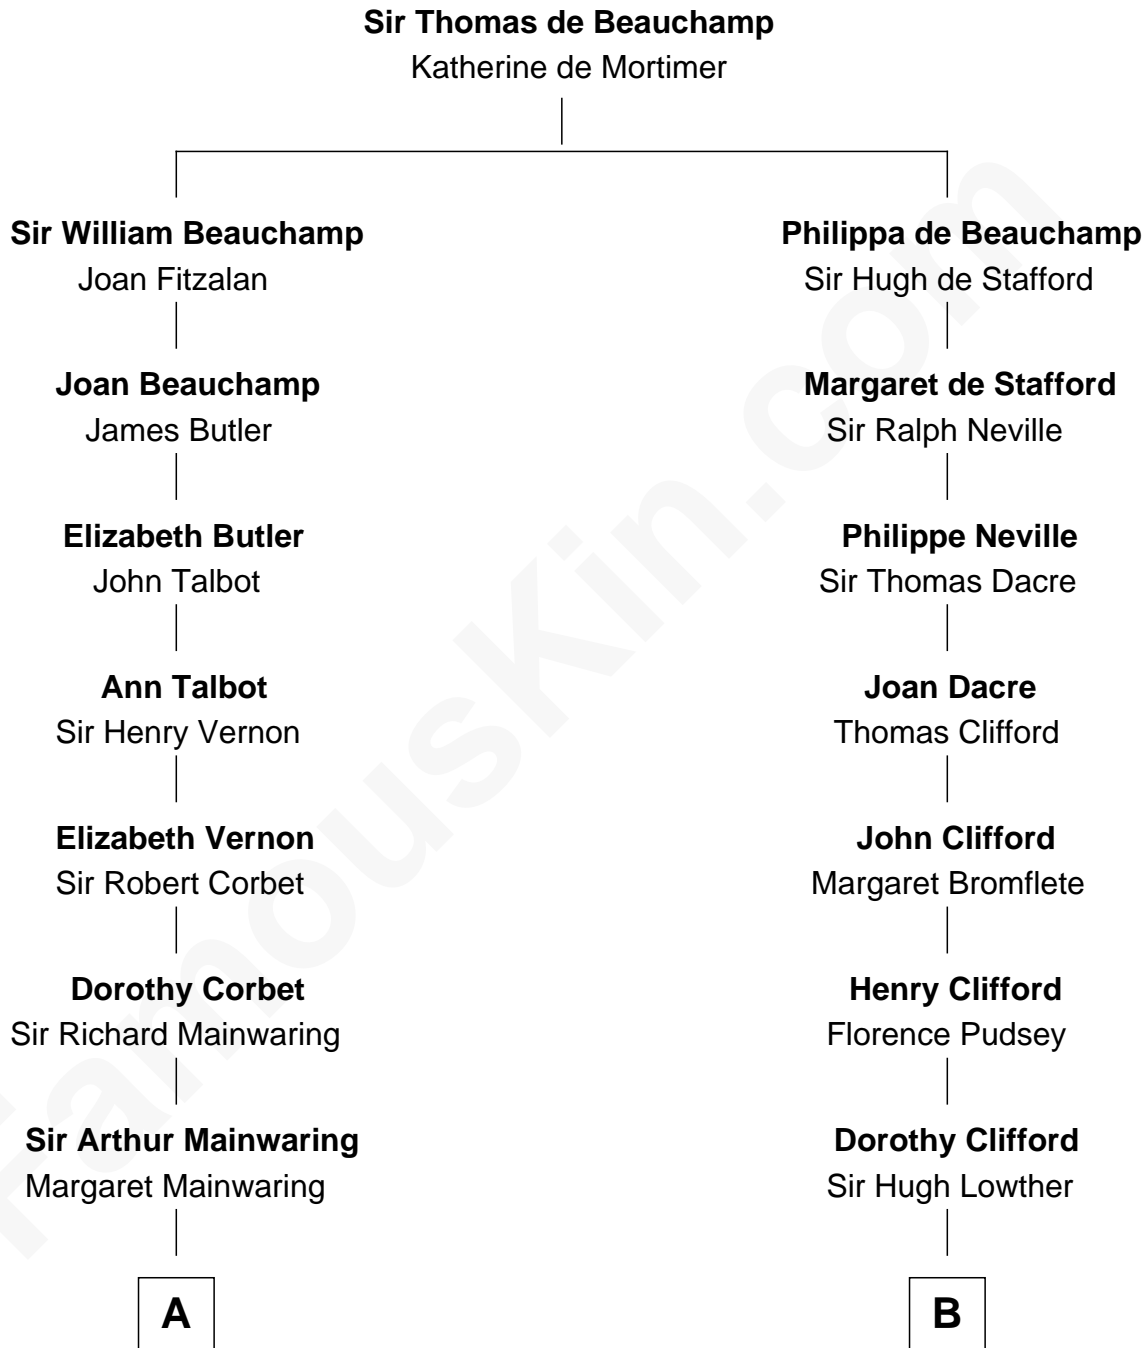 Sir Thomas de Beauchamp
Katherine de Mortimer
Sir William Beauchamp
Joan Fitzalan
Joan Beauchamp
James Butler
Elizabeth Butler
John Talbot
Ann Talbot
Sir Henry Vernon
Elizabeth Vernon
Sir Robert Corbet
Dorothy Corbet
Sir Richard Mainwaring
Sir Arthur Mainwaring
Margaret Mainwaring
A
Philippa de Beauchamp
Sir Hugh de Stafford
Margaret de Stafford
Sir Ralph Neville
Philippe Neville
Sir Thomas Dacre
Joan Dacre
Thomas Clifford
John Clifford
Margaret Bromflete
Henry Clifford
Florence Pudsey
Dorothy Clifford
Sir Hugh Lowther
B
FamousKin.com